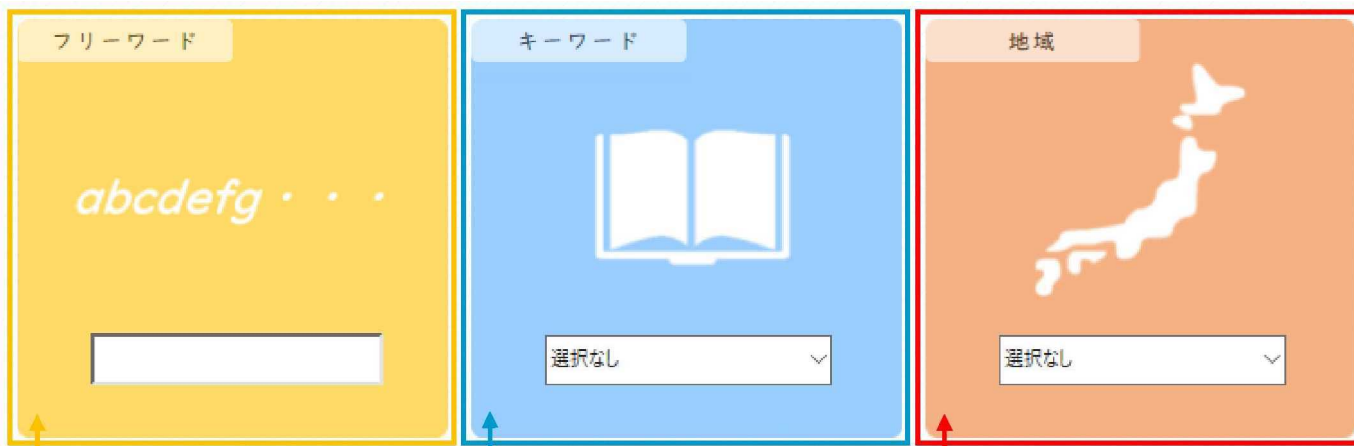 フリーワード
abcdefg・・・
キーワード
選択なし
地域
選択なし